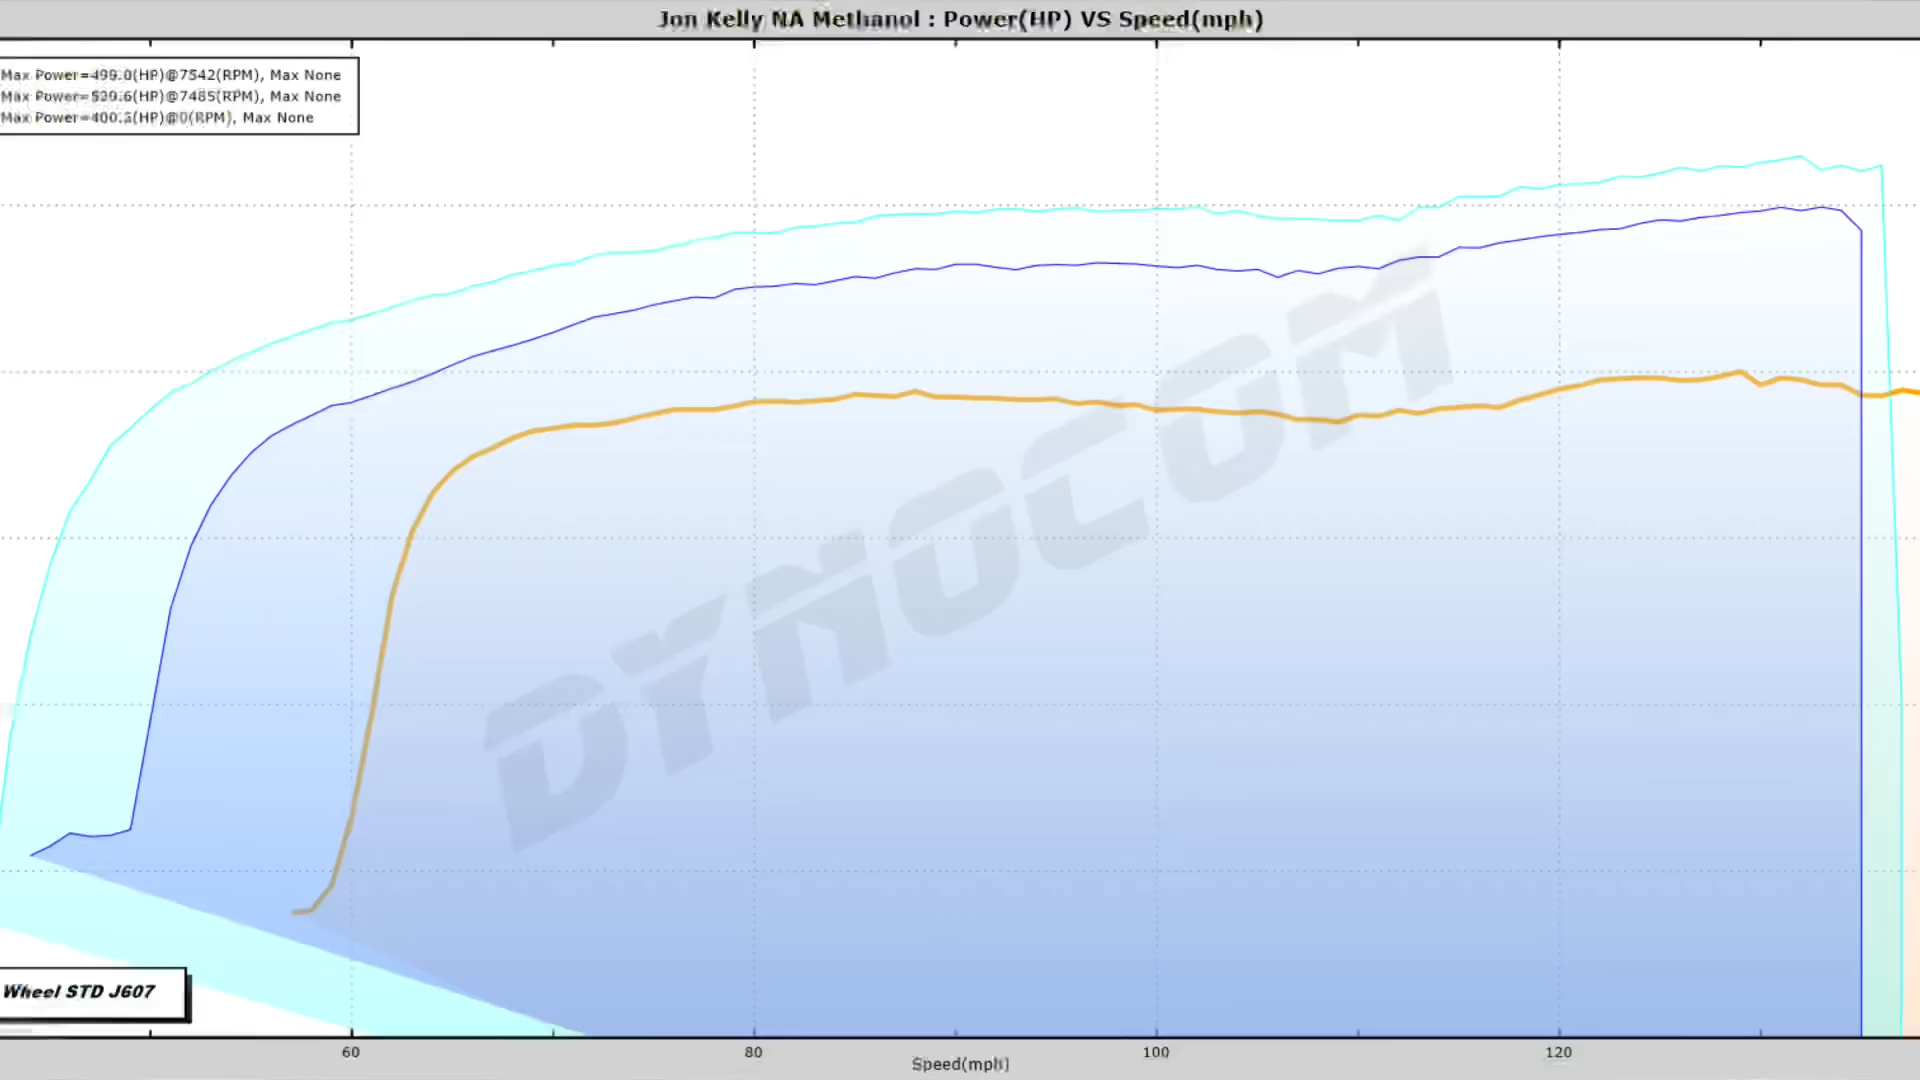 Jon Kelly NA Methanol : Power(HP) VS Speed(mph)
Max Power=499.0(HP)@7542(RPM), Max None
Max Power=529.6(HP)@7485(RPM), Max None
Max Power=400.3(HP)@0(RPM), Max None
DYNOCOM
Wheel STD J607
60
80
100
120
Speed(mph)